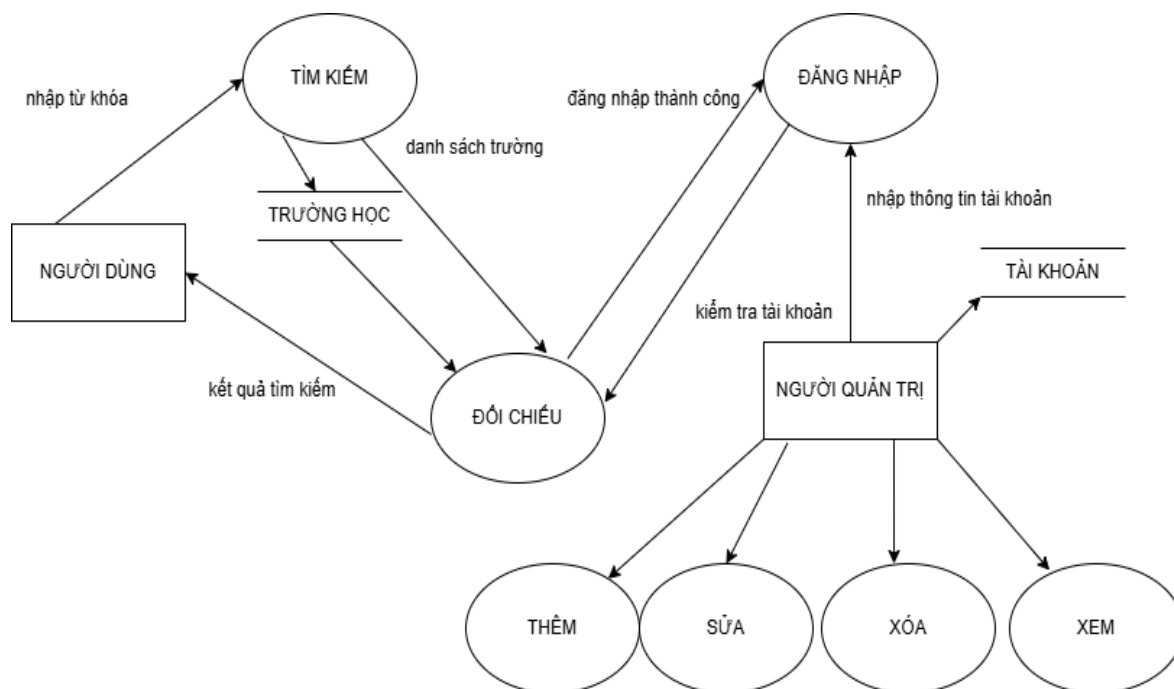 TÌM KIẾM
ĐĂNG NHẬP
nhập từ khóa
đăng nhập thành công
danh sách trường
nhập thông tin tài khoản
TRƯỜNG HỌC
NGƯỜI DÙNG
TÀI KHOẢN
kiểm tra tài khoản
kết quả tìm kiếm
ĐỐI CHIẾU
NGƯỜI QUẢN TRỊ
THÊM
SỬA
XÓA
XEM